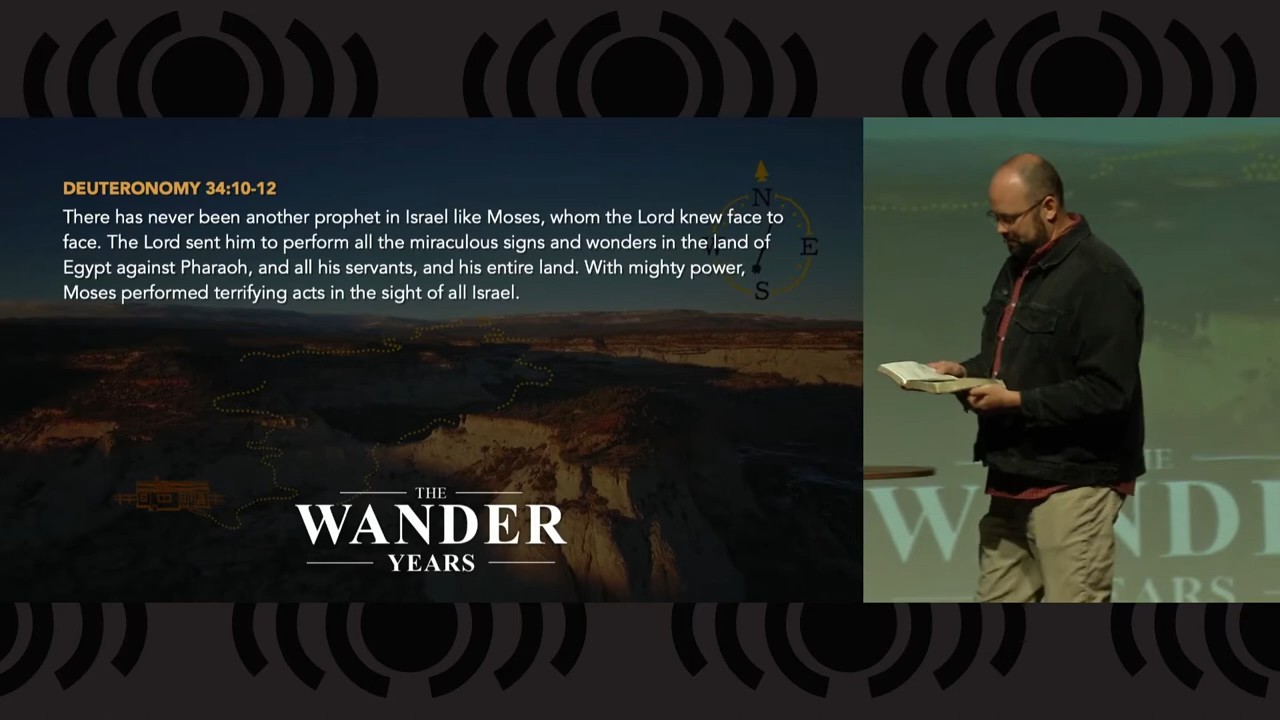 DEUTERONOMY 34:10-12
There has never been another prophet in Israel like Moses, whom the Lord knew face to
face. The Lord sent him to perform all the miraculous signs and wonders in the land of
Egypt against Pharaoh, and all his servants, and his entire land. With mighty power,
Moses performed terrifying acts in the sight of all Israel.
N
W E
S
THE
WANDER
YEARS
HE
WANDE
EARS